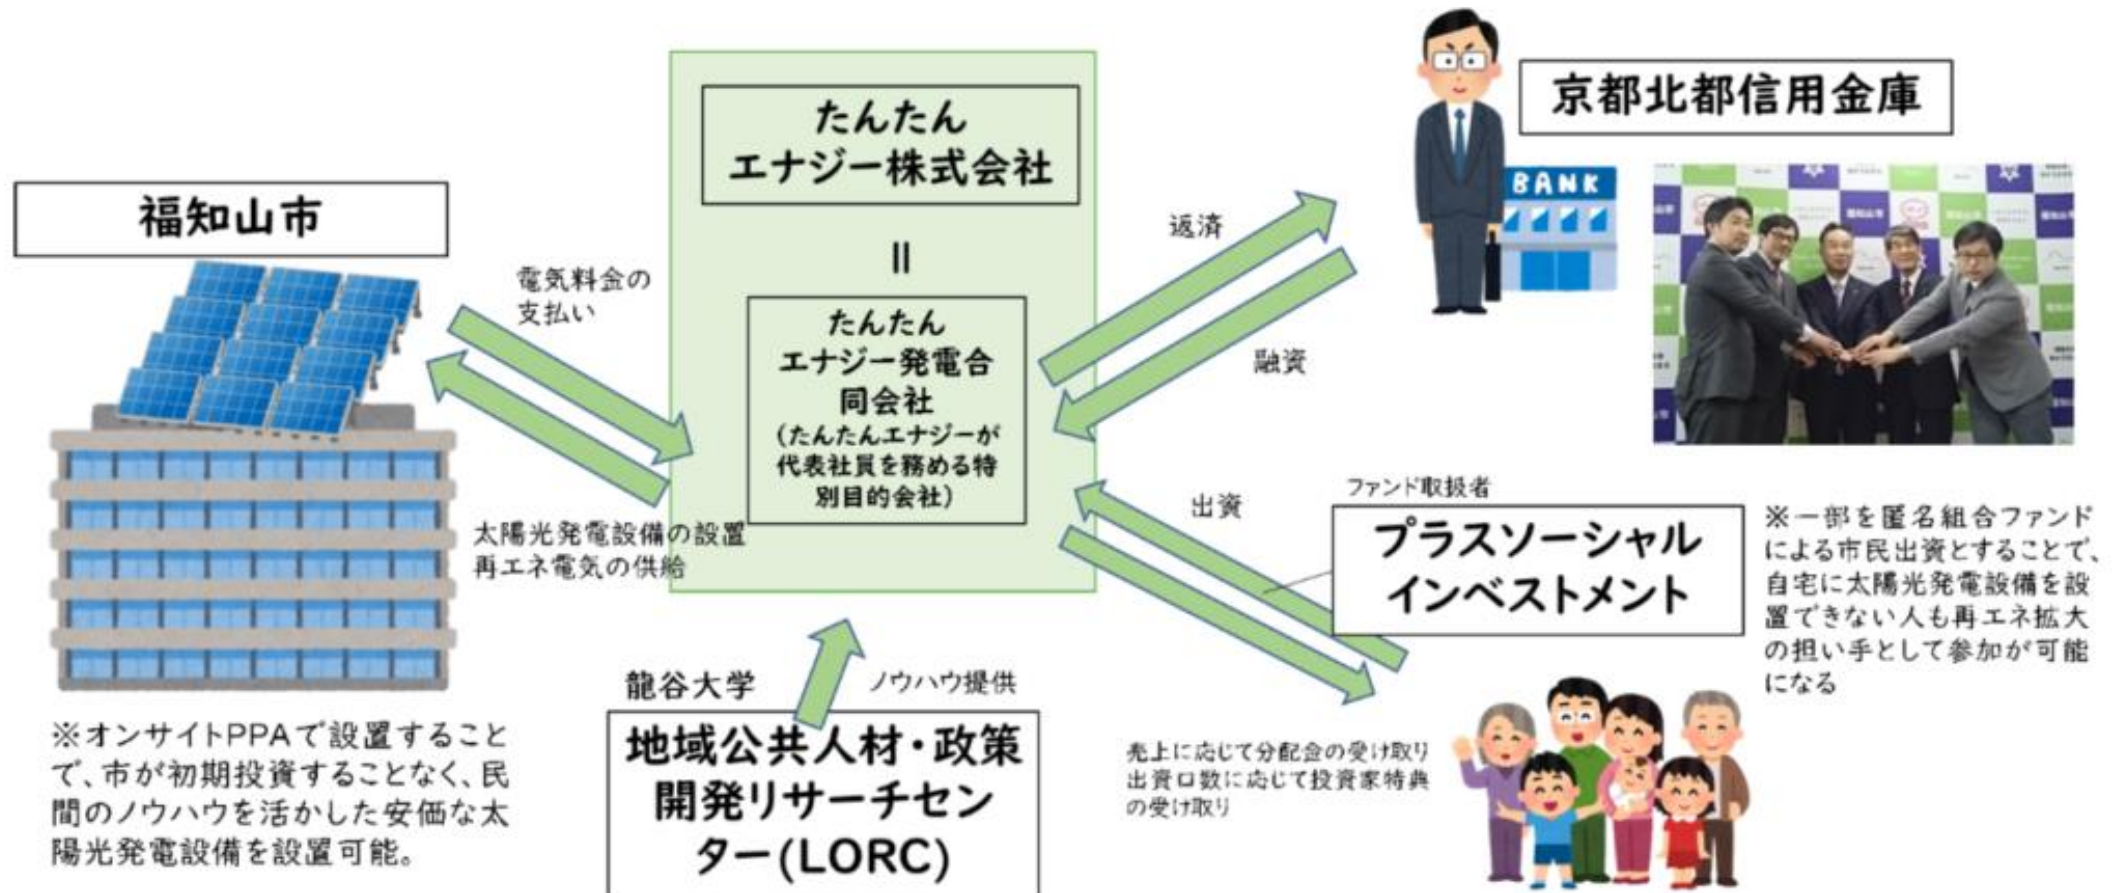 福知山市
電気料金の
支払い
太陽光発電設備の設置
再エネ電気の供給
※オンサイトPPAで設置すること
で、市が初期投資することなく、民
間のノウハウを活かした安価な太
陽光発電設備を設置可能。
たんたん
エナジー株式会社
=
たんたん
エナジー発電合
同会社
(たんたんエナジーが
代表社員を務める特
別目的会社)
龍谷大学
ノウハウ提供
地域公共人材・政策
開発リサーチセン
ター(LORC)
返済
融資
京都北都信用金庫
BANK
出資
ファンド取扱者
プラスソーシャル
インベストメント
※一部を匿名組合ファンド
による市民出資とすることで、
自宅に太陽光発電設備を設
置できない人も再エネ拡大
の担い手として参加が可能
になる
売上に応じて分配金の受け取り
出資口数に応じて投資家特典
の受け取り